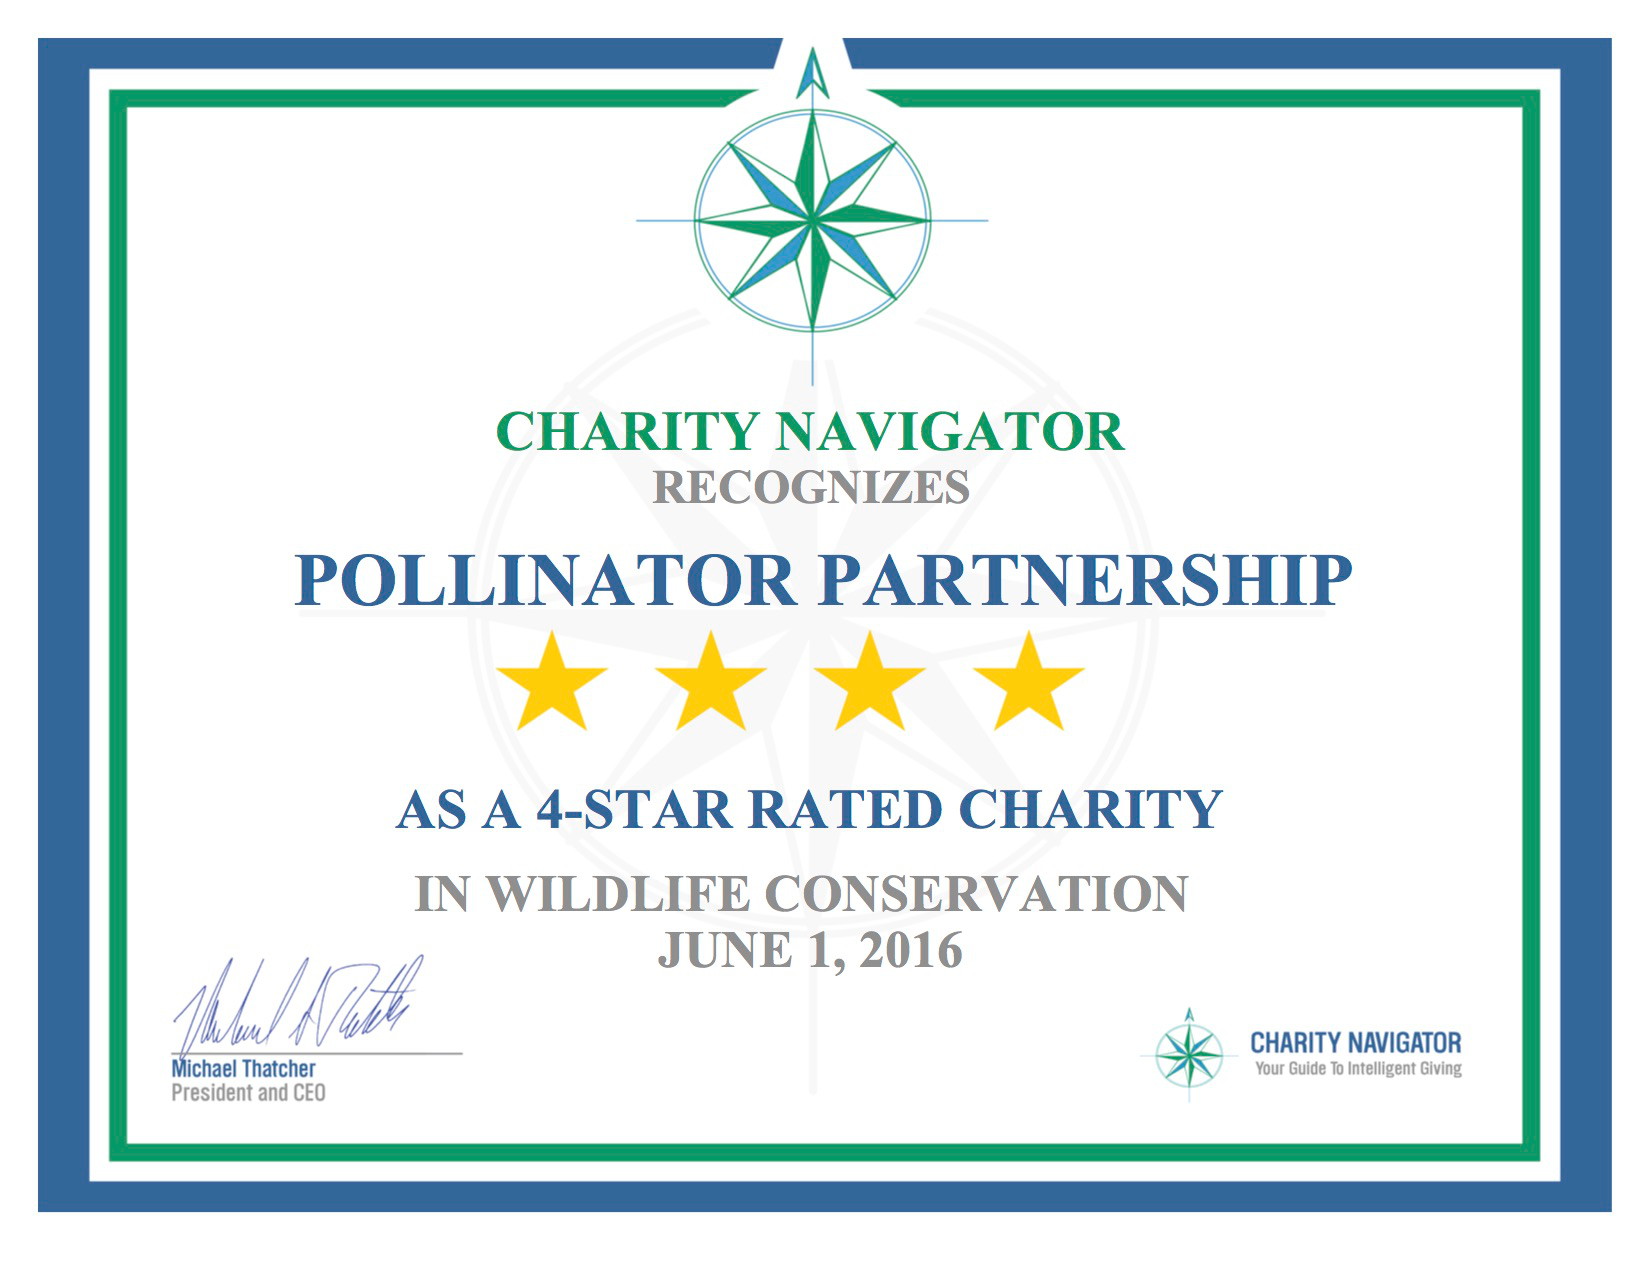 CHARITY NAVIGATOR
RECOGNIZES
POLLINATOR PARTNERSHIP
AS A 4-STAR RATED CHARITY
IN WILDLIFE CONSERVATION
JUNE 1, 2016
Michael Thatcher
President and CEO
CHARITY NAVIGATOR
Your Guide To Intelligent Giving